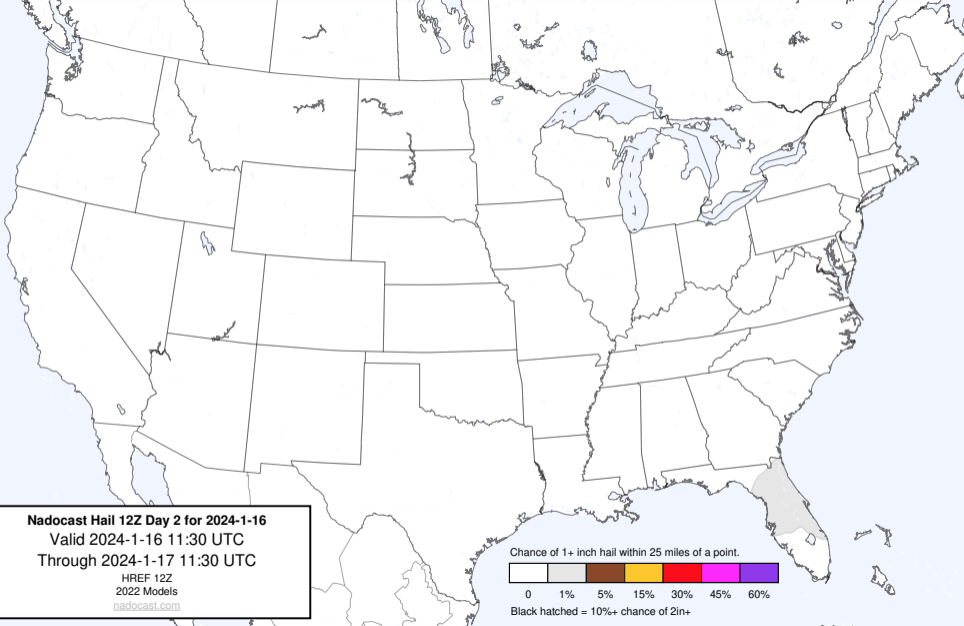 Nadocast Hail 12Z Day 2 for 2024-1-16
Valid 2024-1-16 11:30 UTC
Through 2024-1-17 11:30 UTC
HREF 12Z
2022 Models
nadocast.com
Chance of 1+ inch hail within 25 miles of a point.
0 1% 5% 15% 30% 45% 60%
Black hatched = 10%+ chance of 2in+